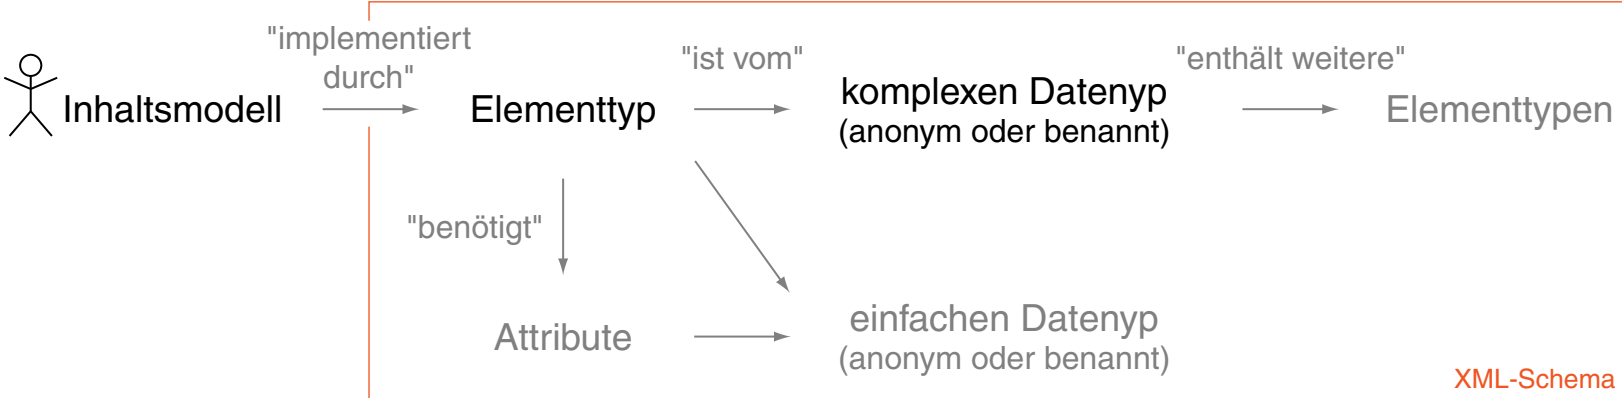 "implementiert
durch"
"ist vom"
"enthält weitere"
Inhaltsmodell
Elementtyp
komplexen Datenyp
(anonym oder benannt)
Elementtypen
"benötigt"
Attribute
einfachen Datenyp
(anonym oder benannt)
XML-Schema